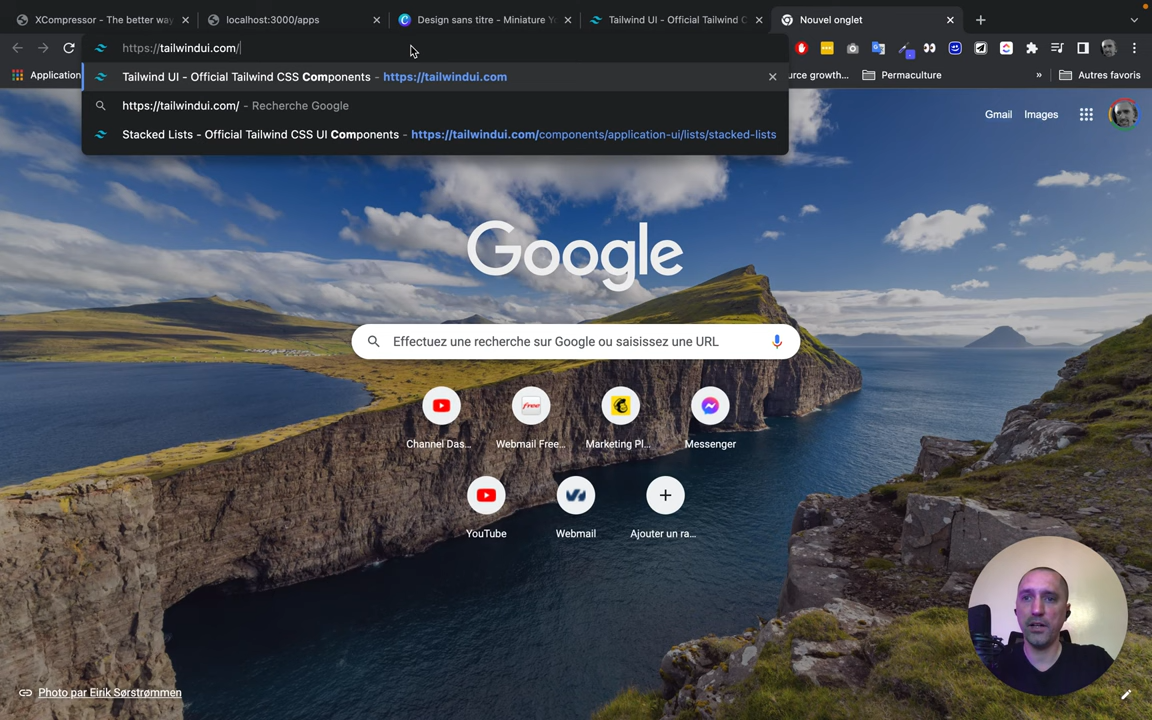 XCompressor - The better way
localhost:3000/apps
Design sans titre - Miniature Yo
Tailwind UI - Official Tailwind C
Nouvel onglet
https://tailwindui.com/
Application
Tailwind UI - Official Tailwind CSS Components - https://tailwindui.com
urce growth...
Permaculture
»
Autres favoris
https://tailwindui.com/ - Recherche Google
Stacked Lists - Official Tailwind CSS UI Components - https://tailwindui.com/components/application-ui/lists/stacked-lists
Gmail
Images
Google
Effectuez une recherche sur Google ou saisissez une URL
free
Channel Das...
Webmail Free...
Marketing Pl...
Messenger
YouTube
Webmail
Ajouter un ra...
Photo par Eirik Sørstrømmen